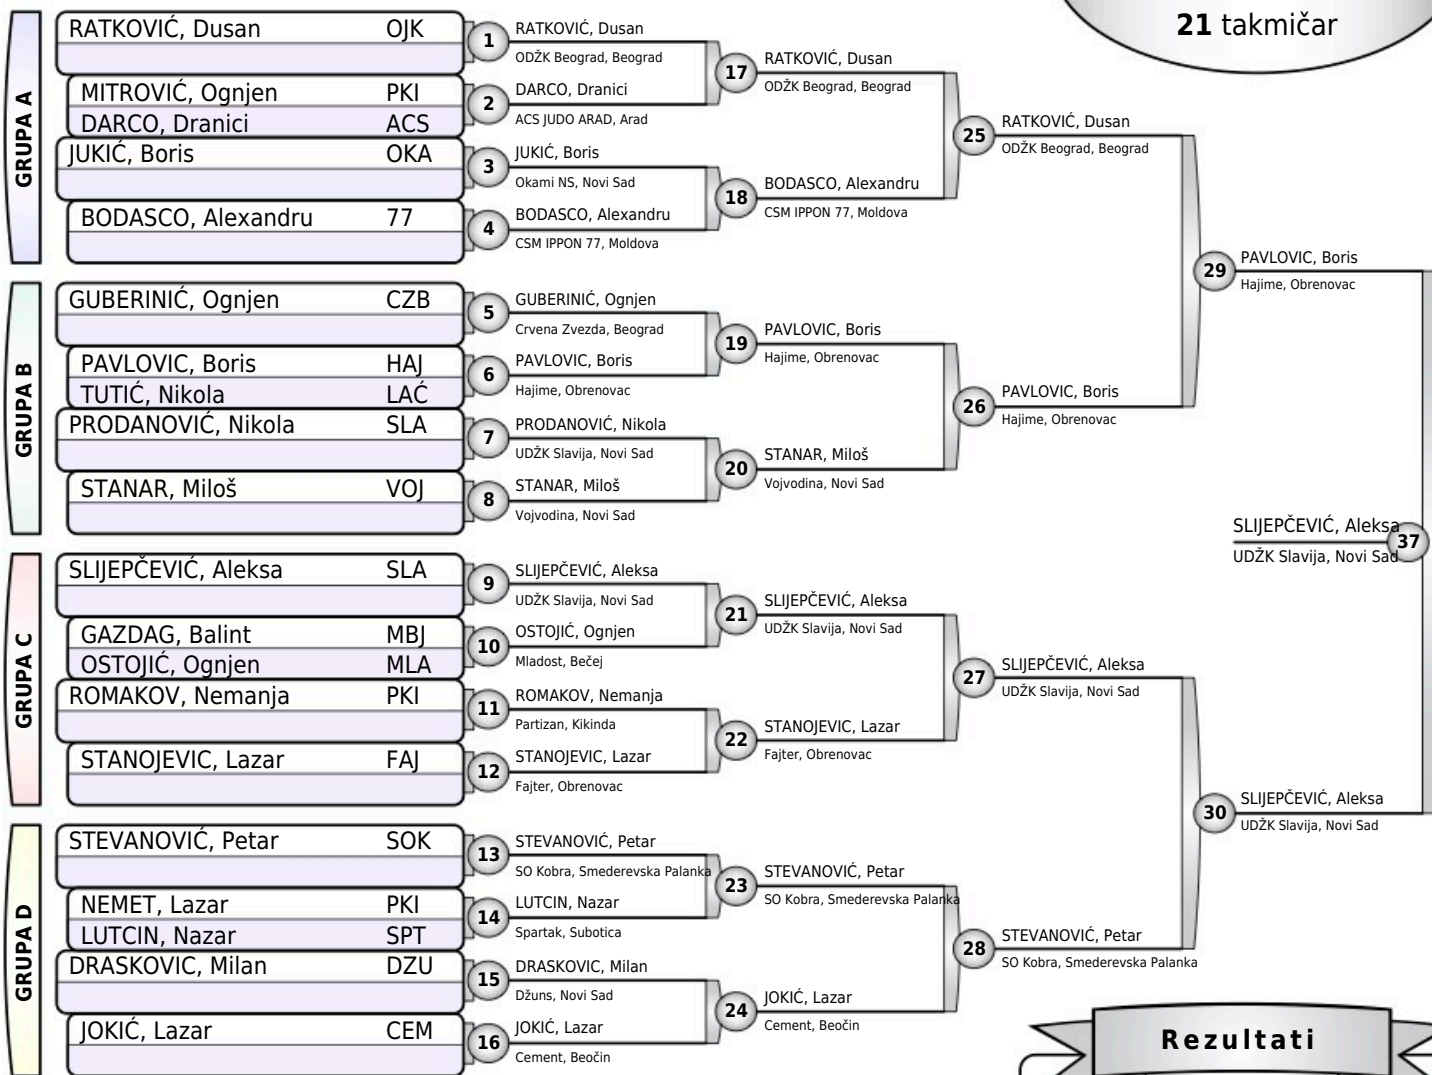 21 takmičar
GRUPA A
RATKOVIĆ, Dusan OJK
MITROVIĆ, Ognjen PKI
DARCO, Dranici ACS
JUKIĆ, Boris OKA
BODASCO, Alexandru 77
1
RATKOVIĆ, Dusan
ODŽK Beograd, Beograd
2
DARCO, Dranici
ACS JUDO ARAD, Arad
3
JUKIĆ, Boris
Okami NS, Novi Sad
4
BODASCO, Alexandru
CSM IPPON 77, Moldova
17
RATKOVIĆ, Dusan
ODŽK Beograd, Beograd
18
BODASCO, Alexandru
CSM IPPON 77, Moldova
25
RATKOVIĆ, Dusan
ODŽK Beograd, Beograd
GRUPA B
GUBERINIĆ, Ognjen CZB
PAVLOVIC, Boris HAJ
TUTIĆ, Nikola LAĆ
PRODANOVIĆ, Nikola SLA
STANAR, Miloš VOJ
5
GUBERINIĆ, Ognjen
Crvena Zvezda, Beograd
6
PAVLOVIC, Boris
Hajime, Obrenovac
7
PRODANOVIĆ, Nikola
UDŽK Slavija, Novi Sad
8
STANAR, Miloš
Vojvodina, Novi Sad
19
PAVLOVIC, Boris
Hajime, Obrenovac
20
STANAR, Miloš
Vojvodina, Novi Sad
26
PAVLOVIC, Boris
Hajime, Obrenovac
29
PAVLOVIC, Boris
Hajime, Obrenovac
SLIJEPČEVIĆ, Aleksa
37
UDŽK Slavija, Novi Sad
GRUPA C
SLIJEPČEVIĆ, Aleksa SLA
GAZDAG, Balint MBJ
OSTOJIĆ, Ognjen MLA
ROMAKOV, Nemanja PKI
STANOJEVIC, Lazar FAJ
9
SLIJEPČEVIĆ, Aleksa
UDŽK Slavija, Novi Sad
10
OSTOJIĆ, Ognjen
Mladost, Bečej
11
ROMAKOV, Nemanja
Partizan, Kikinda
12
STANOJEVIC, Lazar
Fajter, Obrenovac
21
SLIJEPČEVIĆ, Aleksa
UDŽK Slavija, Novi Sad
22
STANOJEVIC, Lazar
Fajter, Obrenovac
27
SLIJEPČEVIĆ, Aleksa
UDŽK Slavija, Novi Sad
30
SLIJEPČEVIĆ, Aleksa
UDŽK Slavija, Novi Sad
GRUPA D
STEVANOVIĆ, Petar SOK
NEMET, Lazar PKI
LUTCIN, Nazar SPT
DRASKOVIC, Milan DZU
JOKIĆ, Lazar CEM
13
STEVANOVIĆ, Petar
SO Kobra, Smederevska Palanka
14
LUTCIN, Nazar
Spartak, Subotica
15
DRASKOVIC, Milan
Džuns, Novi Sad
16
JOKIĆ, Lazar
Cement, Beočin
23
STEVANOVIĆ, Petar
SO Kobra, Smederevska Palanka
24
JOKIĆ, Lazar
Cement, Beočin
28
STEVANOVIĆ, Petar
SO Kobra, Smederevska Palanka
Rezultati